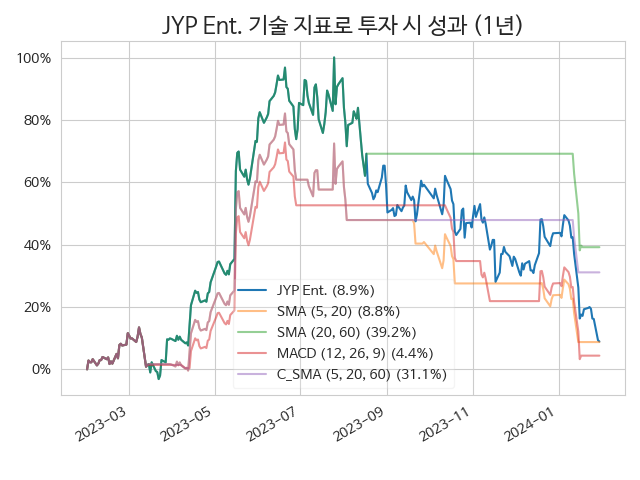 JYP Ent. 기술 지표로 투자 시 성과 (1년)
100%
80%
60%
40%
20%
0%
JYP Ent. (8.9%)
SMA (5, 20) (8.8%)
SMA (20, 60) (39.2%)
MACD (12, 26, 9) (4.4%)
C_SMA (5, 20, 60) (31.1%)
2023-03
2023-05
2023-07
2023-09
2023-11
2024-01